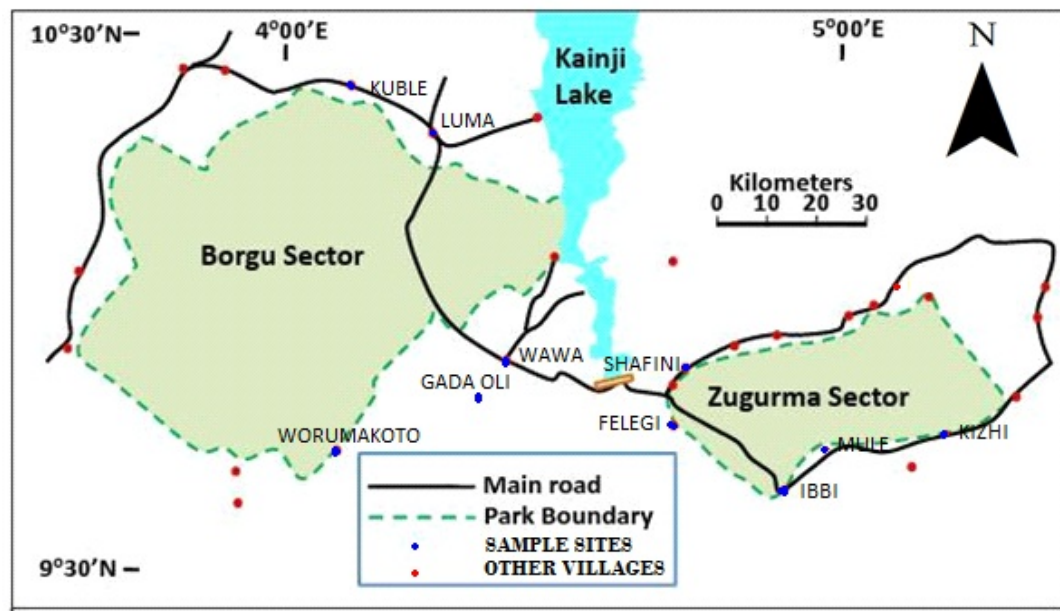 10°30'N
4°00'E
5°00'E
N
Kainji
Lake
KUBLE
LUMA
Kilometers
0 10 20 30
Borgu Sector
WAWA
SHAFINI
GADA OLI
Zugurma Sector
FELEGI
WORUMAKOTO
MULE
KIZHI
IBBI
Main road
Park Boundary
SAMPLE SITES
OTHER VILLAGES
9°30'N